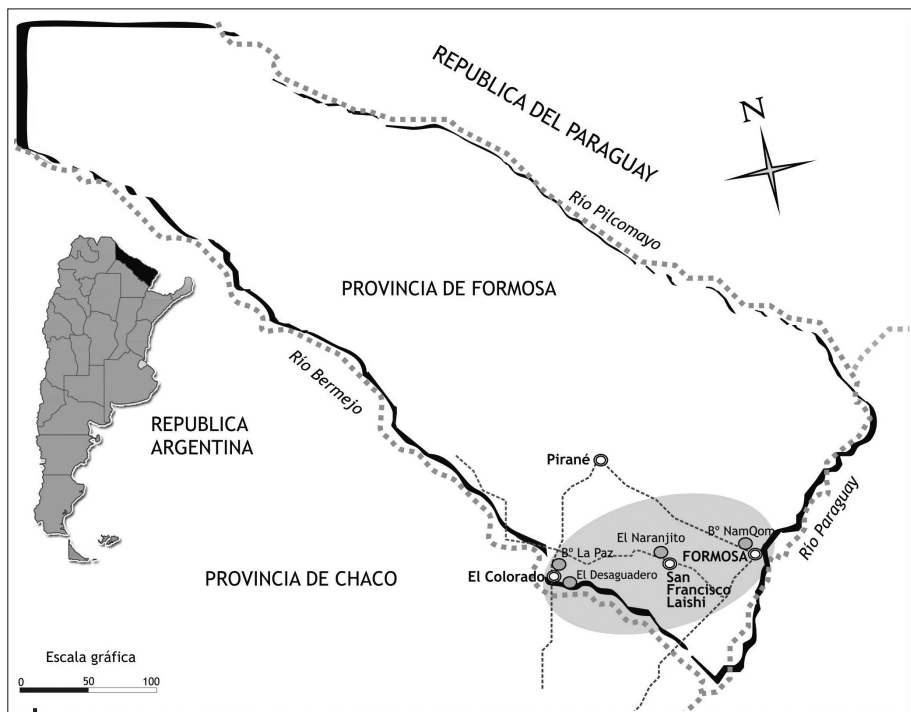 REPUBLICA DEL PARAGUAY
N
Río Pilcomayo
PROVINCIA DE FORMOSA
Río Bermejo
REPUBLICA
ARGENTINA
Pirané
Río Paraguay
Bº NamQom
El Naranjito
FORMOSA
Bº La Paz
El Colorado
El Desaguadero
San
Francisco
Laishi
PROVINCIA DE CHACO
Escala gráfica
0 50 100